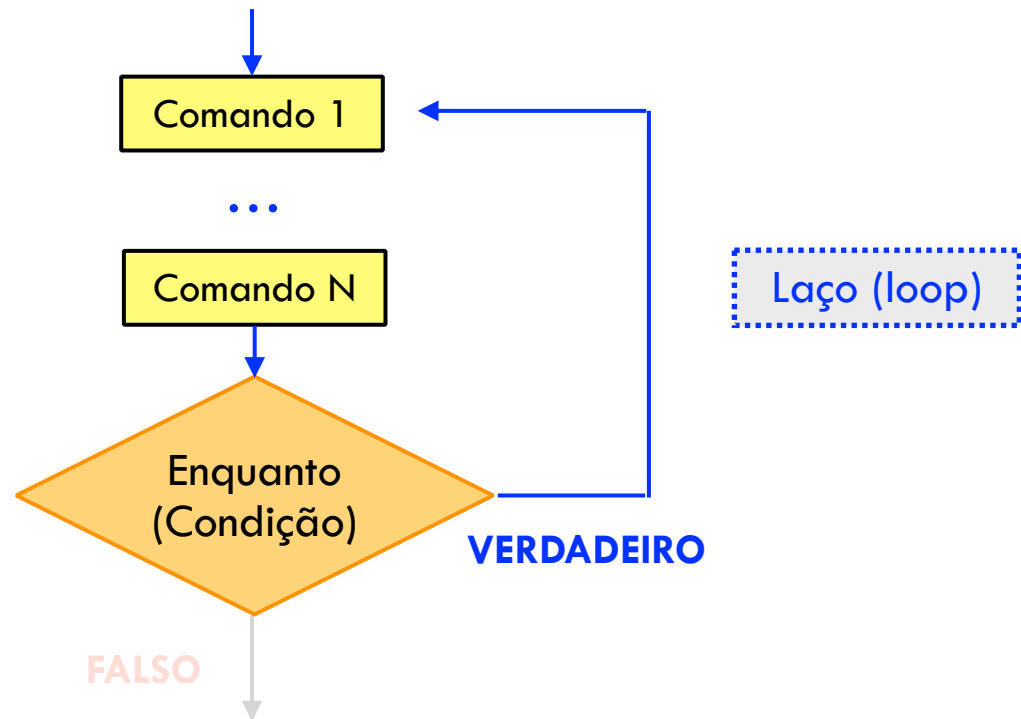 Comando 1
...
Comando N
Laço (loop)
Enquanto
(Condição)
VERDADEIRO
FALSO